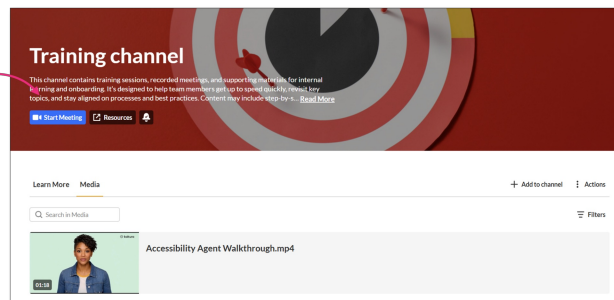 Training channel
This channel contains training sessions, recorded meetings, and supporting materials for internal
learning and onboarding. It's designed to help team members get up to speed quickly, revisit key
topics, and stay aligned on processes and best practices. Content may include step-by-s... Read More
Start Meeting Resources
Learn More Media + Add to channel Actions
Search in Media Filters
Accessibility Agent Walkthrough.mp4
01:18